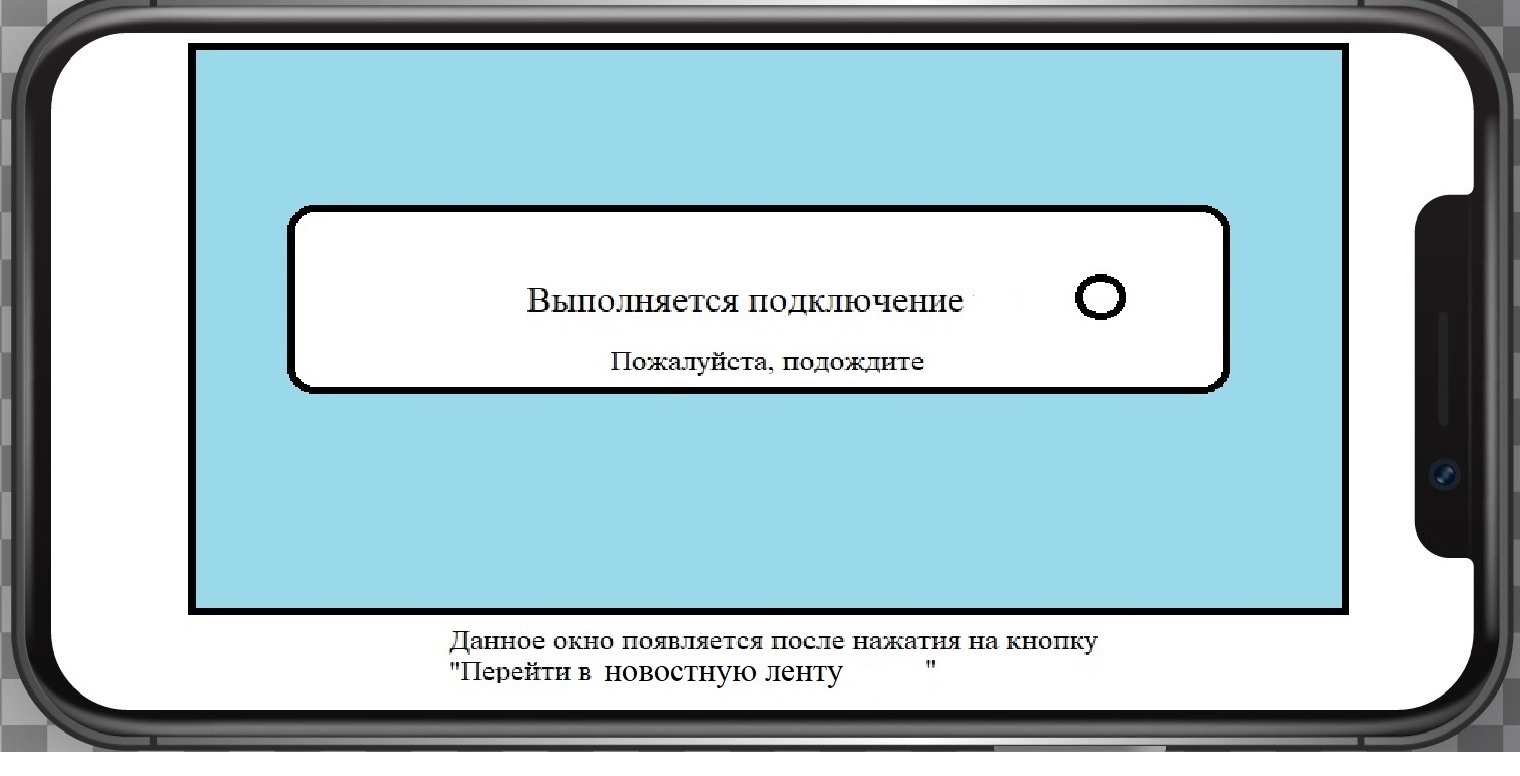 Выполняется подключение
Пожалуйста, подождите
Данное окно появляется после нажатия на кнопку
"Перейти в новостную ленту "